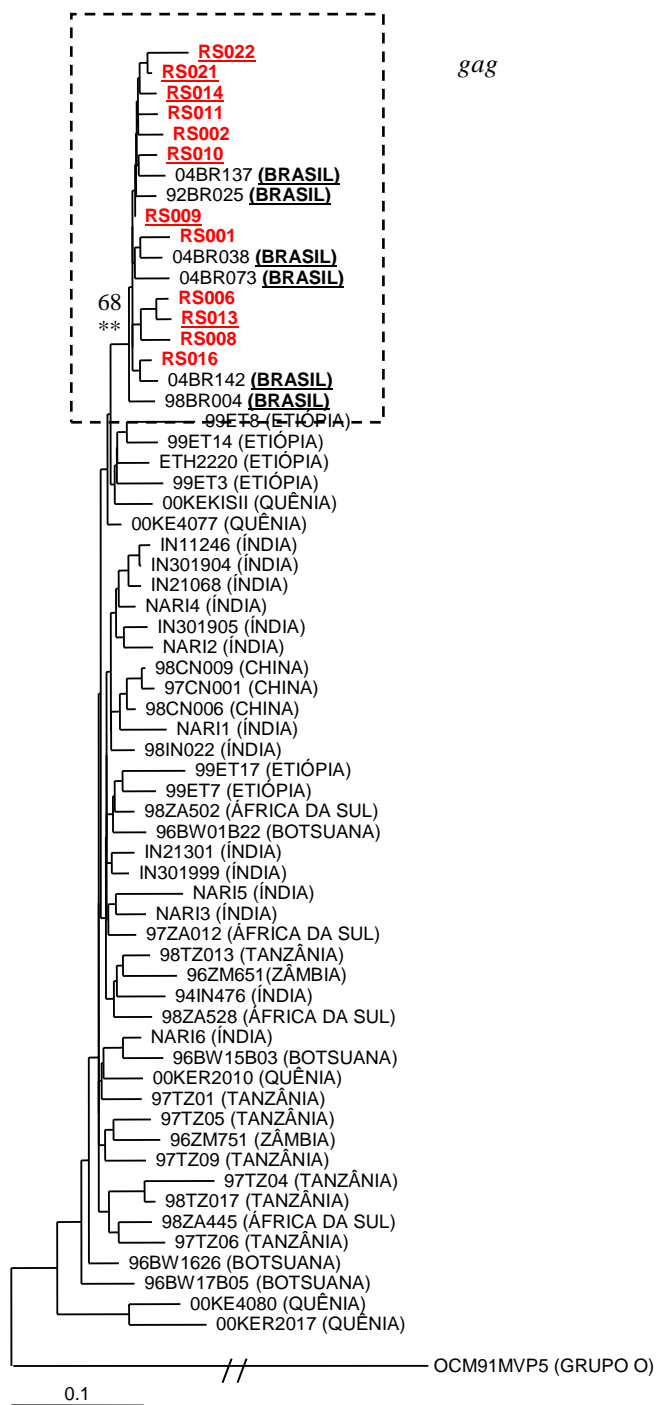 RS022
gag
RS021
RS014
RS011
RS002
RS010
04BR137 (BRASIL)
92BR025 (BRASIL)
RS009
RS001
04BR038 (BRASIL)
04BR073 (BRASIL)
68
**
RS006
RS013
RS008
RS016
04BR142 (BRASIL)
98BR004 (BRASIL)
99ET8 (ETIÓPIA)
99ET14 (ETIÓPIA)
ETH2220 (ETIÓPIA)
99ET3 (ETIÓPIA)
00KEKISII (QUÊNIA)
00KE4077 (QUÊNIA)
IN11246 (ÍNDIA)
IN301904 (ÍNDIA)
IN21068 (ÍNDIA)
NARI4 (ÍNDIA)
IN301905 (ÍNDIA)
NARI2 (ÍNDIA)
98CN009 (CHINA)
97CN001 (CHINA)
98CN006 (CHINA)
NARI1 (ÍNDIA)
98IN022 (ÍNDIA)
99ET17 (ETIÓPIA)
99ET7 (ETIÓPIA)
98ZA502 (ÁFRICA DA SUL)
96BW01B22 (BOTSUANA)
IN21301 (ÍNDIA)
IN301999 (ÍNDIA)
NARI5 (ÍNDIA)
NARI3 (ÍNDIA)
97ZA012 (ÁFRICA DA SUL)
98TZ013 (TANZÂNIA)
96ZM651(ZÂMBIA)
94IN476 (ÍNDIA)
98ZA528 (ÁFRICA DA SUL)
NARI6 (ÍNDIA)
96BW15B03 (BOTSUANA)
00KER2010 (QUÊNIA)
97TZ01 (TANZÂNIA)
97TZ05 (TANZÂNIA)
96ZM751 (ZÂMBIA)
97TZ09 (TANZÂNIA)
97TZ04 (TANZÂNIA)
98TZ017 (TANZÂNIA)
98ZA445 (ÁFRICA DA SUL)
97TZ06 (TANZÂNIA)
96BW1626 (BOTSUANA)
96BW17B05 (BOTSUANA)
00KE4080 (QUÊNIA)
00KER2017 (QUÊNIA)
OCM91MVP5 (GRUPO O)
0.1